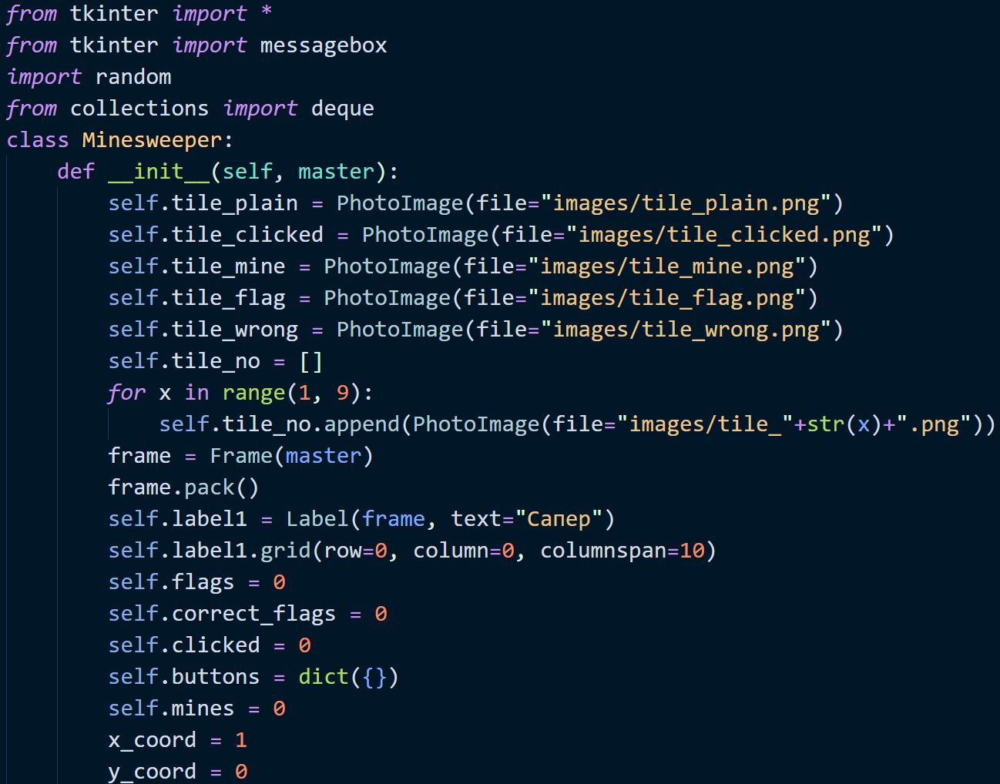 from tkinter import *
from tkinter import messagebox
import random
from collections import deque
class Minesweeper:
    def __init__(self, master):
        self.tile_plain = PhotoImage(file="images/tile_plain.png")
        self.tile_clicked = PhotoImage(file="images/tile_clicked.png")
        self.tile_mine = PhotoImage(file="images/tile_mine.png")
        self.tile_flag = PhotoImage(file="images/tile_flag.png")
        self.tile_wrong = PhotoImage(file="images/tile_wrong.png")
        self.tile_no = []
        for x in range(1, 9):
            self.tile_no.append(PhotoImage(file="images/tile_"+str(x)+".png"))
        frame = Frame(master)
        frame.pack()
        self.label1 = Label(frame, text="Сапер")
        self.label1.grid(row=0, column=0, columnspan=10)
        self.flags = 0
        self.correct_flags = 0
        self.clicked = 0
        self.buttons = dict({})
        self.mines = 0
        x_coord = 1
        y_coord = 0